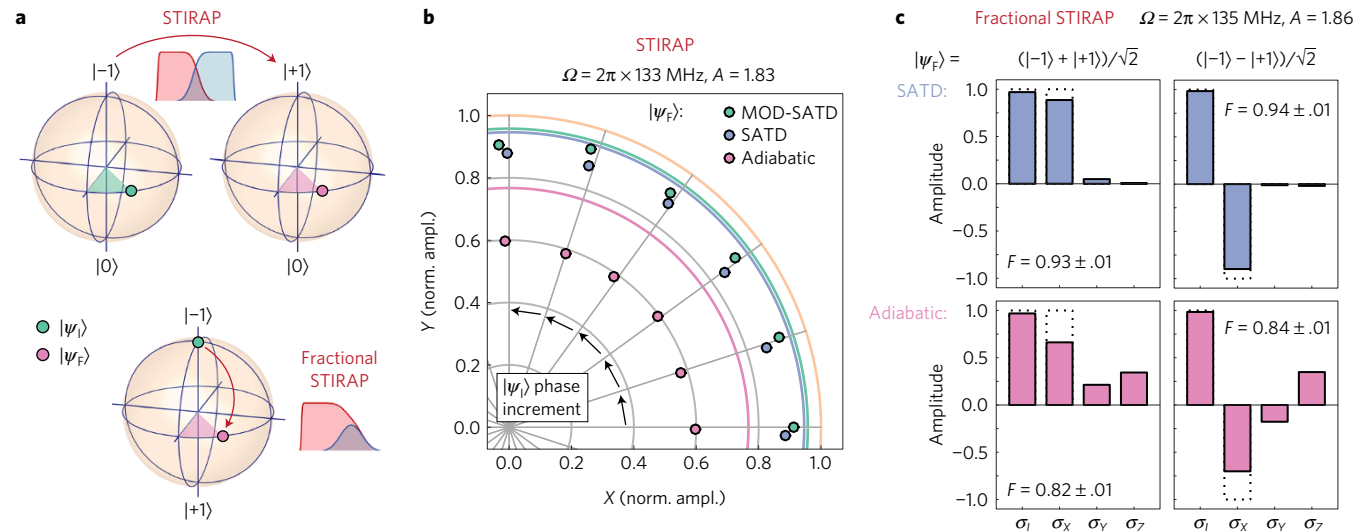 a
STIRAP
|−1⟩
|+1⟩
|0⟩
|0⟩
|ψI⟩
|ψF⟩
|−1⟩
Fractional
STIRAP
|+1⟩
b
STIRAP
Ω = 2π × 133 MHz, A = 1.83
|ψF⟩:
MOD-SATD
SATD
Adiabatic
1.0
0.8
0.6
0.4
0.2
0.0
Y (norm. ampl.)
|ψI⟩ phase
increment
0.0 0.2 0.4 0.6 0.8 1.0
X (norm. ampl.)
c
Fractional STIRAP Ω = 2π × 135 MHz, A = 1.86
|ψF⟩ = (|−1⟩ + |+1⟩)/√2 (|−1⟩ − |+1⟩)/√2
SATD:
1.0
0.5
0.0
−0.5
−1.0
Amplitude
F = 0.93 ± .01
F = 0.94 ± .01
Adiabatic:
1.0
0.5
0.0
−0.5
−1.0
Amplitude
F = 0.82 ± .01
F = 0.84 ± .01
σI σX σY σZ σI σX σY σZ